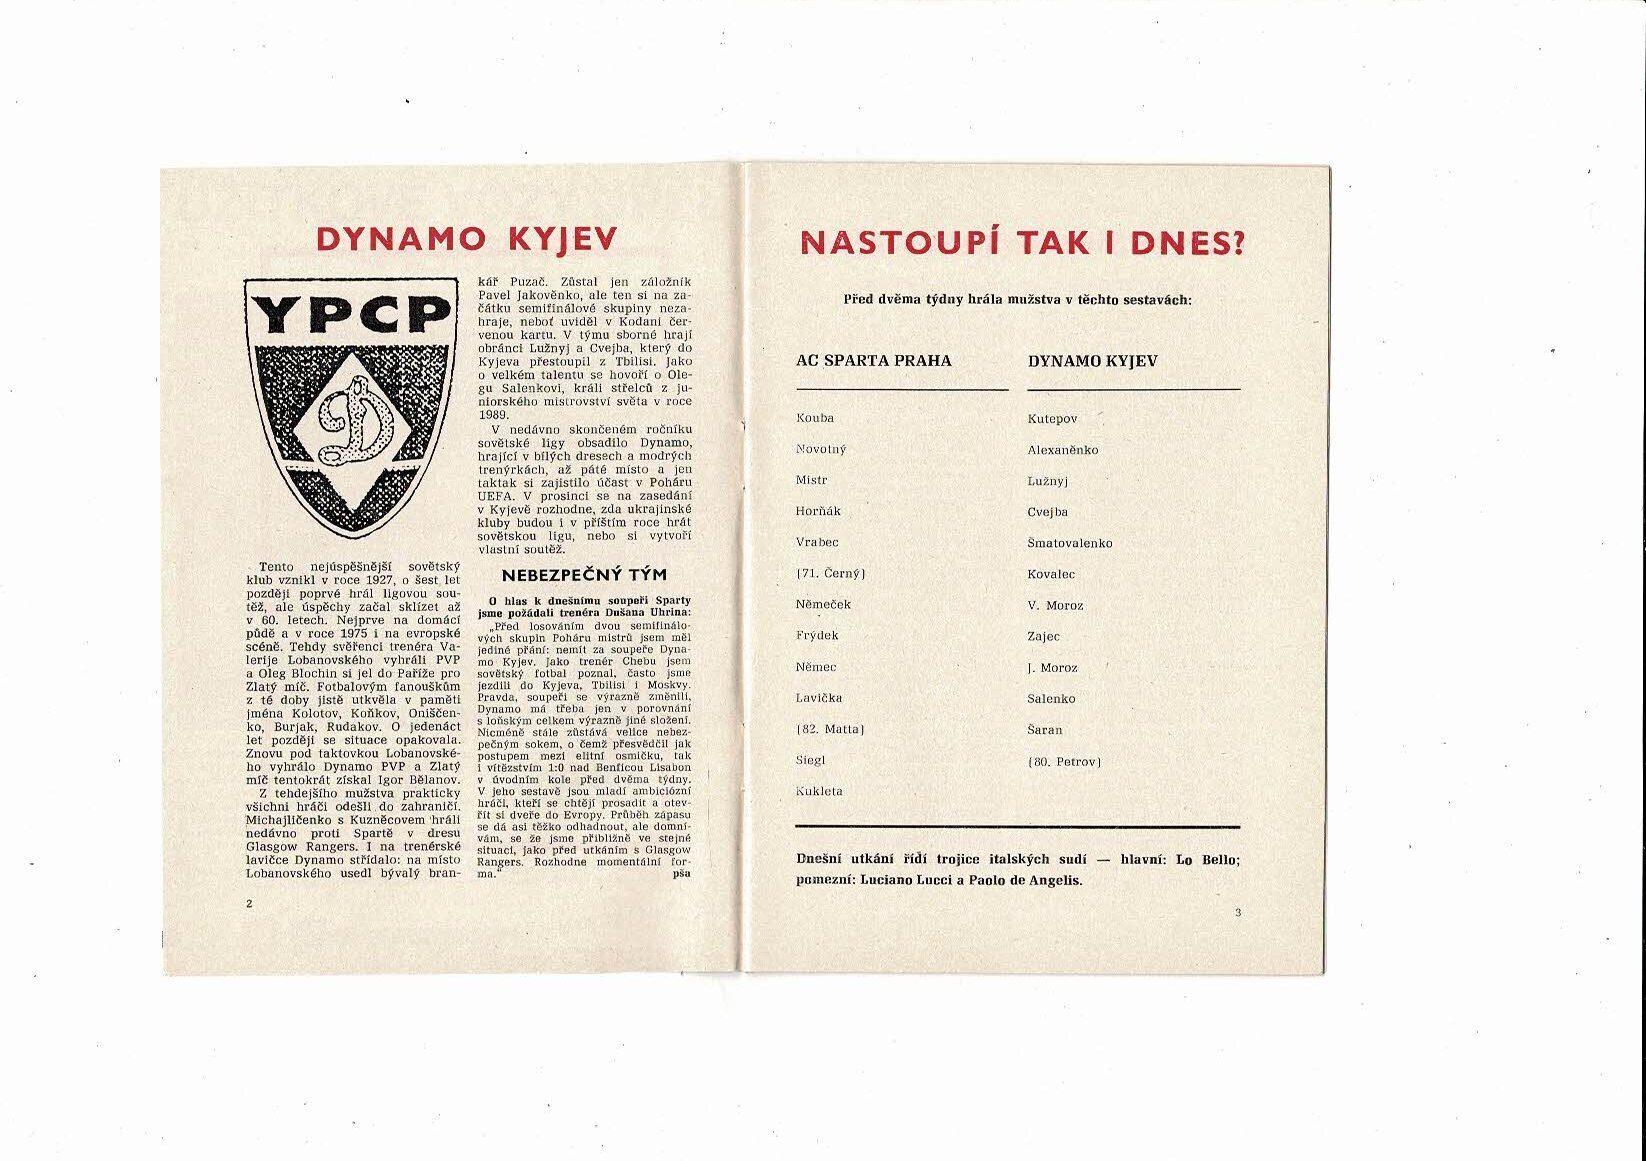 DYNAMO KYJEV
УРСР
Tento nejúspěšnější sovětský
klub vznikl v roce 1927, o šest let
později poprvé hrál ligovou sou-
těž, ale úspěchy začal sklízet až
v 60. letech. Nejprve na domácí
půdě a v roce 1975 i na evropské
scéně. Tehdy svěřenci trenéra Va-
lerije Lobanovského vyhráli PVP
a Oleg Blochin si jel do Paříže pro
Zlatý míč. Fotbalovým fanouškům
z té doby jistě utkvěla v paměti
jména Kolotov, Koňkov, Oniščen-
ko, Burjak, Rudakov. O jedenáct
let později se situace opakovala.
Znovu pod taktovkou Lobanovské-
ho vyhrálo Dynamo PVP a Zlatý
míč tentokrát získal Igor Bělanov.
Z tehdejšího mužstva prakticky
všichni hráči odešli do zahraničí.
Michajličenko s Kuzněcovem hráli
nedávno proti Spartě v dresu
Glasgow Rangers. I na trenérské
lavičce Dynamo střídalo: na místo
Lobanovského usedl bývalý bran-
kář Puzač. Zůstal jen záložník
Pavel Jakověnko, ale ten si na za-
čátku semifinálové skupiny neza-
hraje, neboť uviděl v Kodani čer-
venou kartu. V týmu sborné hrají
obránci Lužnyj a Cvejba, který do
Kyjeva přestoupil z Tbilisi. Jako
o velkém talentu se hovoří o Ole-
gu Salenkovi, králi střelců z ju-
niorského mistrovství světa v roce
1989.
V nedávno skončeném ročníku
sovětské ligy obsadilo Dynamo,
hrající v bílých dresech a modrých
trenýrkách, až páté místo a jen
taktak si zajistilo účast v Poháru
UEFA. V prosinci se na zasedání
v Kyjevě rozhodne, zda ukrajinské
kluby budou i v příštím roce hrát
sovětskou ligu, nebo si vytvoří
vlastní soutěž.
NEBEZPEČNÝ TÝM
O hlas k dnešnímu soupeři Sparty
jsme požádali trenéra Dušana Uhrina:
„Před losováním dvou semifinálo-
vých skupin Poháru mistrů jsem měl
jediné přání: nemít za soupeře Dyna-
mo Kyjev. Jako trenér Chebu jsem
sovětský fotbal poznal, často jsme
jezdili do Kyjeva, Tbilisi i Moskvy.
Pravda, soupeři se výrazně změnili,
Dynamo má třeba jen v porovnání
s loňským celkem výrazně jiné složení.
Nicméně stále zůstává velice nebez-
pečným sokem, o čemž přesvědčil jak
postupem mezi elitní osmičku, tak
i vítězstvím 1:0 nad Benficou Lisabon
v úvodním kole před dvěma týdny.
V jeho sestavě jsou mladí ambiciózní
hráči, kteří se chtějí prosadit a otev-
řít si dveře do Evropy. Průběh zápasu
se dá asi těžko odhadnout, ale domní-
vám, se že jsme přibližně ve stejné
situaci, jako před utkáním s Glasgow
Rangers. Rozhodne momentální for-
ma." pša
2
NASTOUPÍ TAK I DNES?
Před dvěma týdny hrála mužstva v těchto sestavách:
AC SPARTA PRAHA
Kouba
Novotný
Mistr
Horňák
Vrabec
(71. Černý)
Němeček
Frýdek
Němec
Lavička
(82. Matta)
Siegl
Kukleta
DYNAMO KYJEV
Kutepov
Alexaněnko
Lužnyj
Cvejba
Šmatovalenko
Kovalec
V. Moroz
Zajec
J. Moroz
Salenko
Šaran
(80. Petrov)
Dnešní utkání řídí trojice italských sudí — hlavní: Lo Bello;
pomezní: Luciano Lucci a Paolo de Angelis.
3